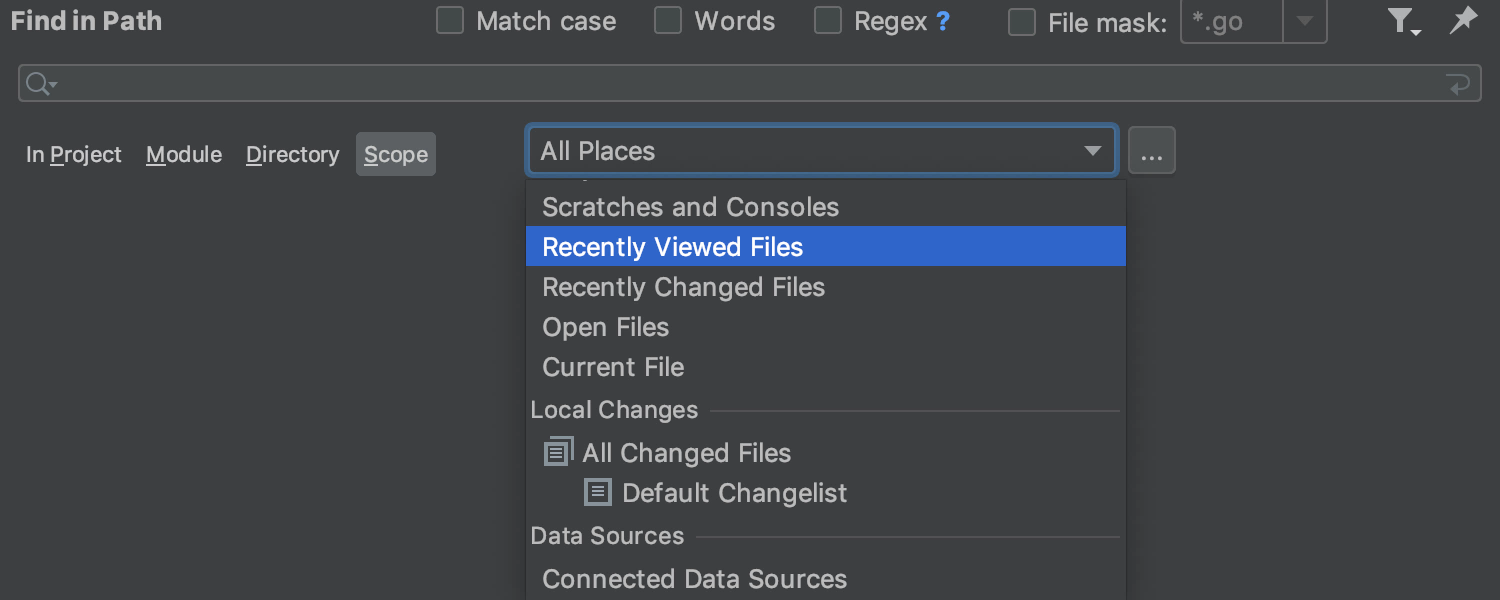 Find in Path Match case Words Regex ? File mask: *.go
In Project Module Directory Scope All Places ...
Scratches and Consoles
Recently Viewed Files
Recently Changed Files
Open Files
Current File
Local Changes
All Changed Files
Default Changelist
Data Sources
Connected Data Sources